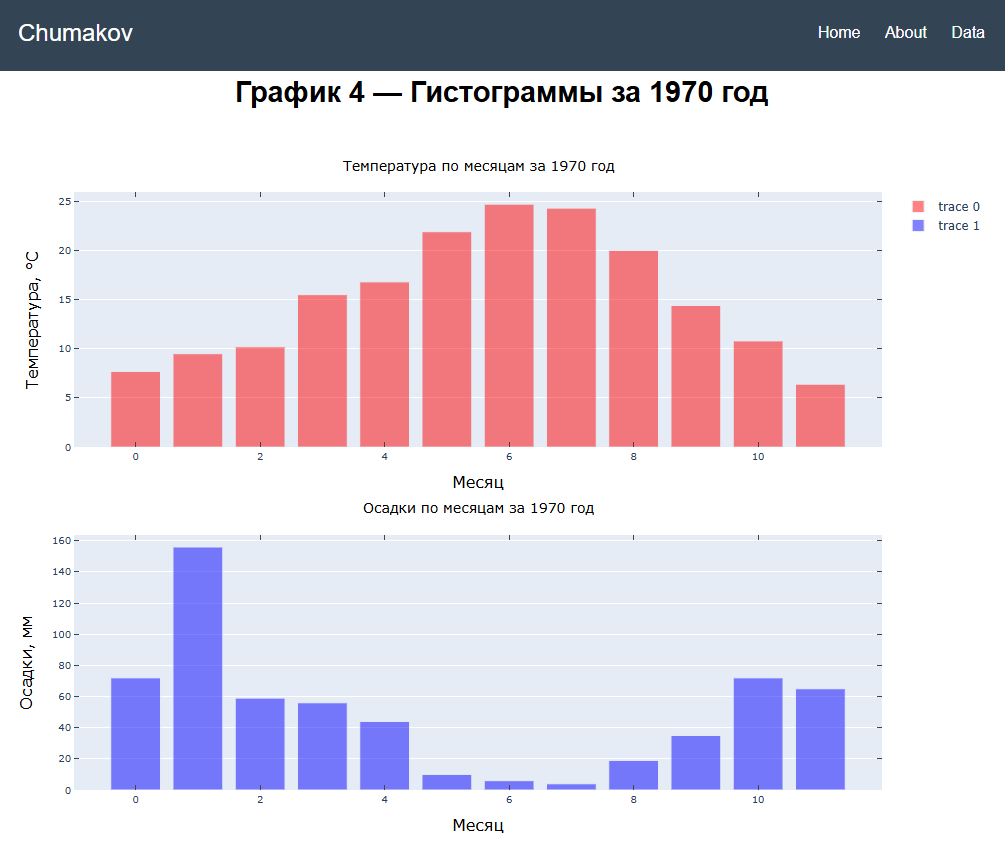 Chumakov Home About Data
График 4 — Гистограммы за 1970 год
Температура по месяцам за 1970 год
25
20
15
10
5
0
Температура, °C
trace 0
trace 1
0 2 4 6 8 10
Месяц
Осадки по месяцам за 1970 год
160
140
120
100
80
60
40
20
0
Осадки, мм
0 2 4 6 8 10
Месяц